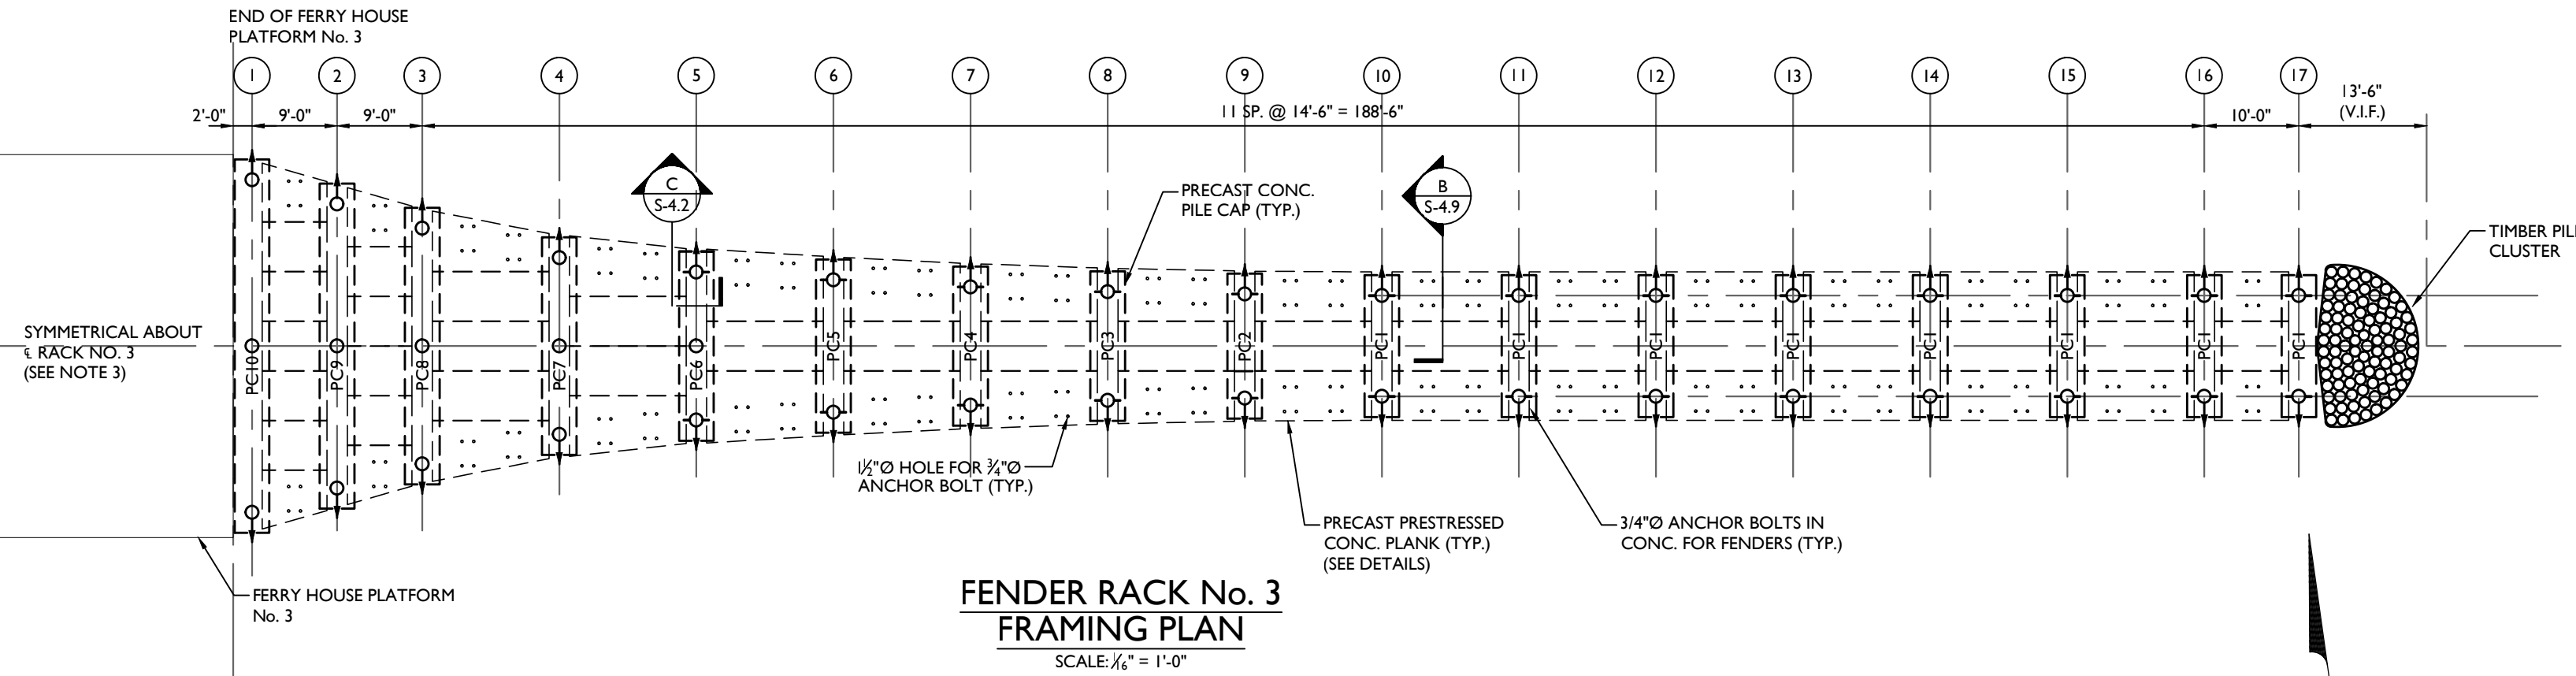 END OF FERRY HOUSE
PLATFORM No. 3
1 2 3 4 5 6 7 8 9 10 11 12 13 14 15 16 17
2'-0" 9'-0" 9'-0" 11 SP. @ 14'-6" = 188'-6" 10'-0" 13'-6"
(V.I.F.)
C
S-4.2
PRECAST CONC.
PILE CAP (TYP.)
B
S-4.9
TIMBER PIL
CLUSTER
SYMMETRICAL ABOUT
℄ RACK NO. 3
(SEE NOTE 3)
PC10 PC9 PC8 PC7 PC6 PC5 PC4 PC3 PC2 PC1 PC1 PC1 PC1 PC1 PC1 PC1 PC1
1½"Ø HOLE FOR ¾"Ø
ANCHOR BOLT (TYP.)
PRECAST PRESTRESSED
CONC. PLANK (TYP.)
(SEE DETAILS)
3/4"Ø ANCHOR BOLTS IN
CONC. FOR FENDERS (TYP.)
FERRY HOUSE PLATFORM
No. 3
FENDER RACK No. 3
FRAMING PLAN
SCALE: 1/16" = 1'-0"